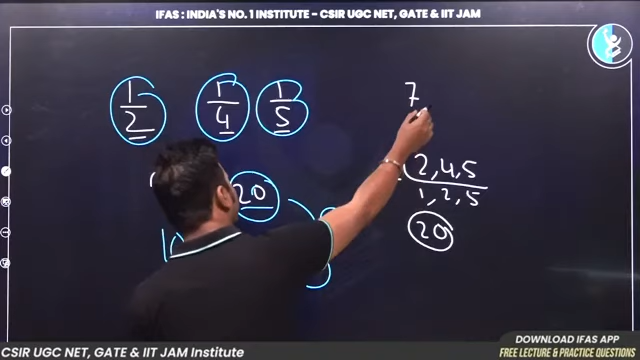 IFAS : INDIA'S NO. 1 INSTITUTE - CSIR UGC NET, GATE & IIT JAM
1/2 1/4 1/5
7
2, 4, 5
1, 2, 5
20
20
10
DOWNLOAD IFAS APP
CSIR UGC NET, GATE & IIT JAM Institute
FREE LECTURE & PRACTICE QUESTIONS